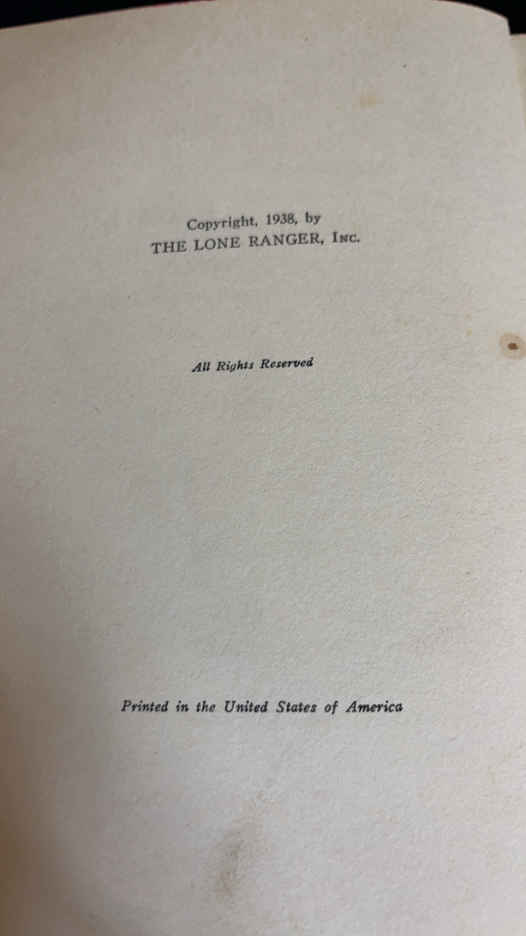 Copyright, 1938, by
THE LONE RANGER, INC.
All Rights Reserved
Printed in the United States of America